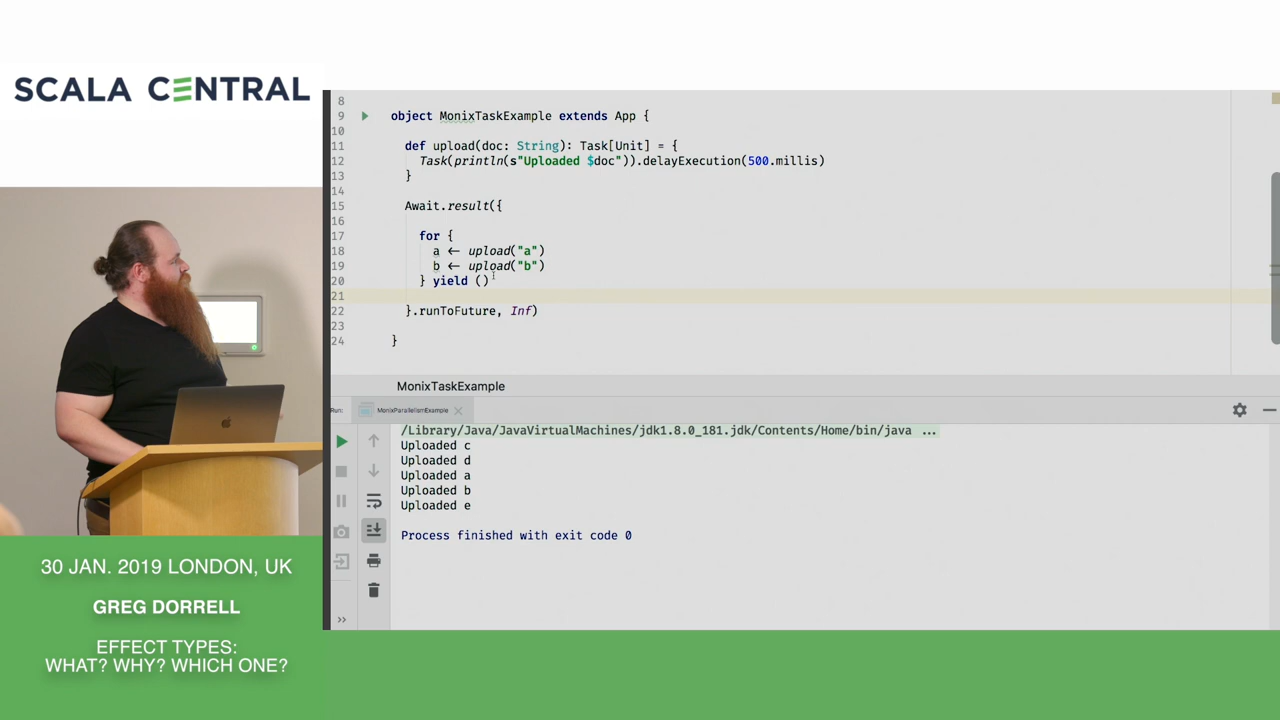 SCALA CENTRAL
8
9 object MonixTaskExample extends App {
10
11 def upload(doc: String): Task[Unit] = {
12 Task(println(s"Uploaded $doc")).delayExecution(500.millis)
13 }
14
15 Await.result({
16
17 for {
18 a ← upload("a")
19 b ← upload("b")
20 } yield ()
21
22 }.runToFuture, Inf)
23
24 }
MonixTaskExample
Run: MonixParallelismExample
/Library/Java/JavaVirtualMachines/jdk1.8.0_181.jdk/Contents/Home/bin/java ...
Uploaded c
Uploaded d
Uploaded a
Uploaded b
Uploaded e
Process finished with exit code 0
30 JAN. 2019 LONDON, UK
GREG DORRELL
EFFECT TYPES:
WHAT? WHY? WHICH ONE?